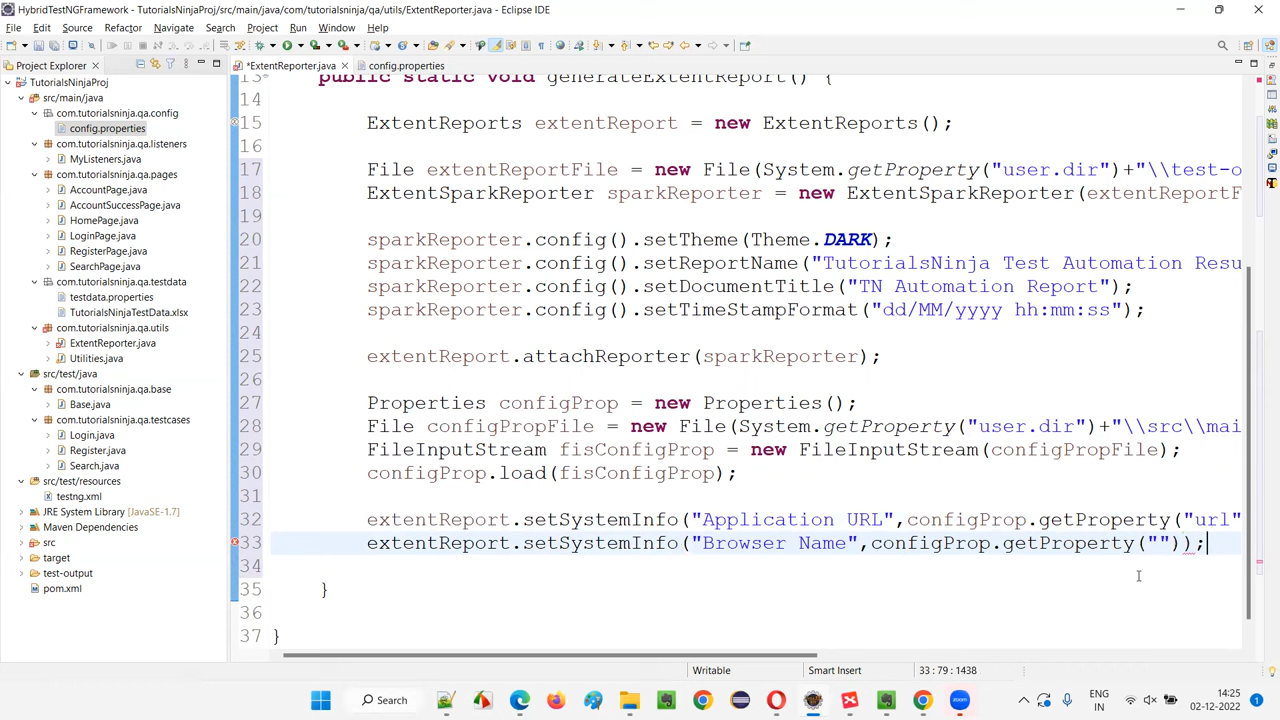 HybridTestNGFramework - TutorialsNinjaProj/src/main/java/com/tutorialsninja/qa/utils/ExtentReporter.java - Eclipse IDE
File Edit Source Refactor Navigate Search Project Run Window Help
Project Explorer
*ExtentReporter.java
config.properties
TutorialsNinjaProj
src/main/java
com.tutorialsninja.qa.config
config.properties
com.tutorialsninja.qa.listeners
MyListeners.java
com.tutorialsninja.qa.pages
AccountPage.java
AccountSuccessPage.java
HomePage.java
LoginPage.java
RegisterPage.java
SearchPage.java
com.tutorialsninja.qa.testdata
testdata.properties
TutorialsNinjaTestData.xlsx
com.tutorialsninja.qa.utils
ExtentReporter.java
Utilities.java
src/test/java
com.tutorialsninja.qa.base
Base.java
com.tutorialsninja.qa.testcases
Login.java
Register.java
Search.java
src/test/resources
testng.xml
JRE System Library [JavaSE-1.7]
Maven Dependencies
src
target
test-output
pom.xml
13 public static void generateExtentReport() {
14
15 ExtentReports extentReport = new ExtentReports();
16
17 File extentReportFile = new File(System.getProperty("user.dir")+"\\test-o
18 ExtentSparkReporter sparkReporter = new ExtentSparkReporter(extentReportF
19
20 sparkReporter.config().setTheme(Theme.DARK);
21 sparkReporter.config().setReportName("TutorialsNinja Test Automation Resu
22 sparkReporter.config().setDocumentTitle("TN Automation Report");
23 sparkReporter.config().setTimeStampFormat("dd/MM/yyyy hh:mm:ss");
24
25 extentReport.attachReporter(sparkReporter);
26
27 Properties configProp = new Properties();
28 File configPropFile = new File(System.getProperty("user.dir")+"\\src\\mai
29 FileInputStream fisConfigProp = new FileInputStream(configPropFile);
30 configProp.load(fisConfigProp);
31
32 extentReport.setSystemInfo("Application URL",configProp.getProperty("url"
33 extentReport.setSystemInfo("Browser Name",configProp.getProperty(""));
34
35 }
36
37 }
Writable Smart Insert 33 : 79 : 1438
Search
ENG
IN
14:25
02-12-2022